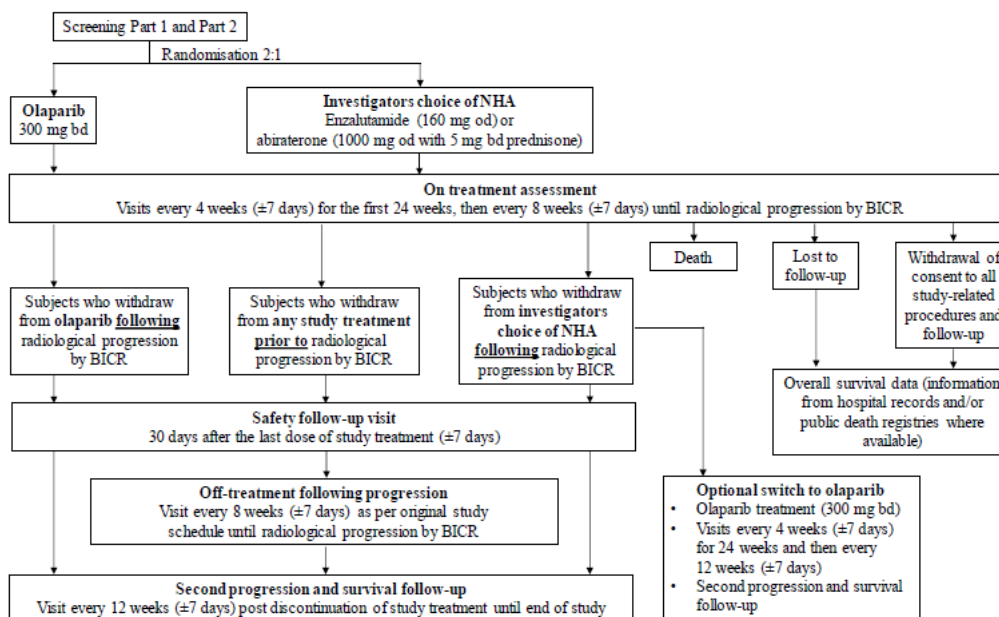 Screening Part 1 and Part 2
Randomisation 2:1
Olaparib
300 mg bd
Investigators choice of NHA
Enzalutamide (160 mg od) or
abiraterone (1000 mg od with 5 mg bd prednisone)
On treatment assessment
Visits every 4 weeks (±7 days) for the first 24 weeks, then every 8 weeks (±7 days) until radiological progression by BICR
Subjects who withdraw
from olaparib following
radiological progression
by BICR
Subjects who withdraw
from any study treatment
prior to radiological
progression by BICR
Subjects who withdraw
from investigators
choice of NHA
following radiological
progression by BICR
Death
Lost to
follow-up
Withdrawal of
consent to all
study-related
procedures and
follow-up
Overall survival data (information
from hospital records and/or
public death registries where
available)
Safety follow-up visit
30 days after the last dose of study treatment (±7 days)
Off-treatment following progression
Visit every 8 weeks (±7 days) as per original study
schedule until radiological progression by BICR
Optional switch to olaparib
• Olaparib treatment (300 mg bd)
• Visits every 4 weeks (±7 days)
for 24 weeks and then every
12 weeks (±7 days)
• Second progression and survival
follow-up
Second progression and survival follow-up
Visit every 12 weeks (±7 days) post discontinuation of study treatment until end of study